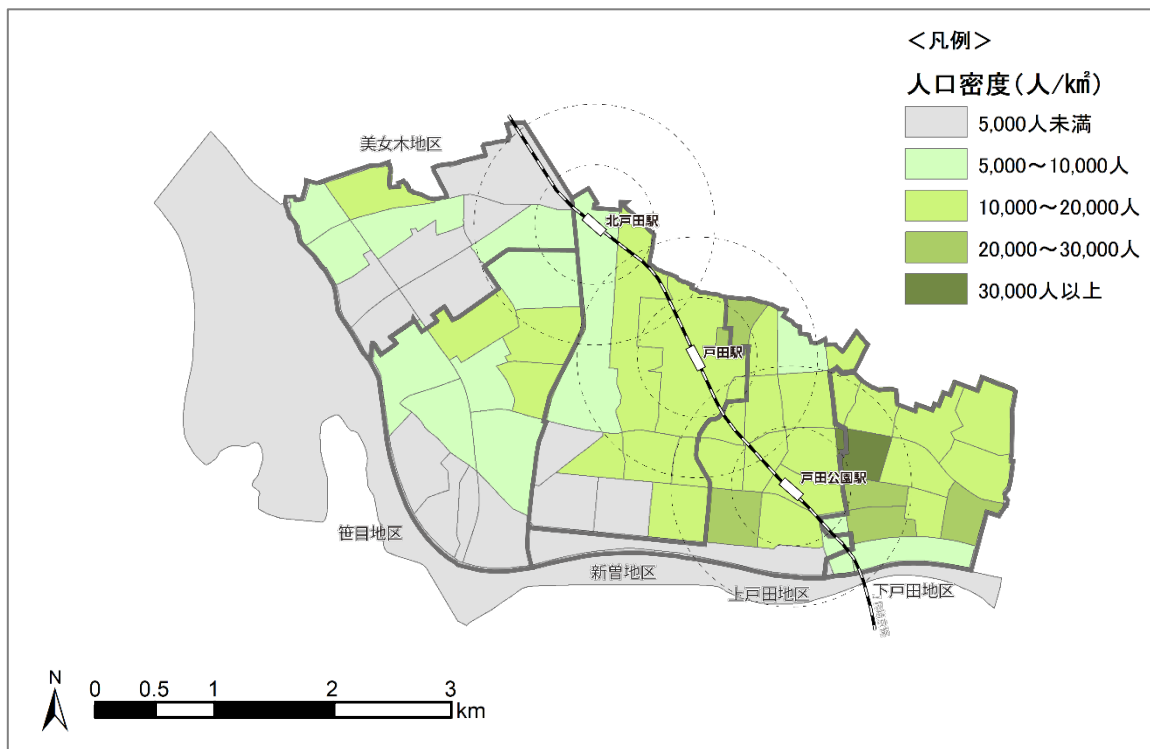 ＜凡例＞
人口密度(人/k㎡)
5,000人未満
5,000～10,000人
10,000～20,000人
20,000～30,000人
30,000人以上
美女木地区
北戸田駅
戸田駅
戸田公園駅
笹目地区
新曽地区
上戸田地区
下戸田地区
N
0 0.5 1 2 3
km